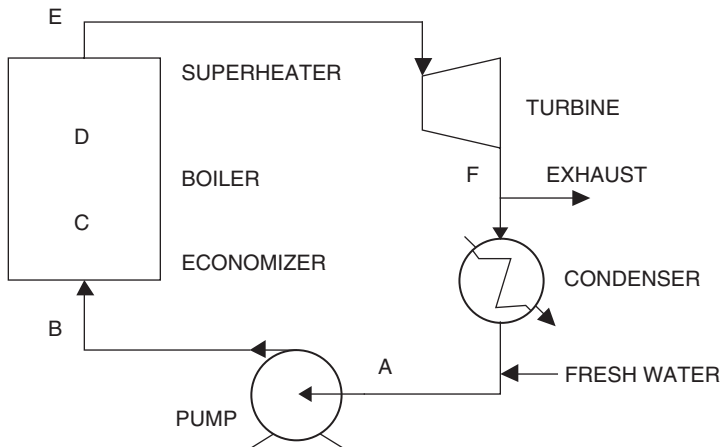 E
SUPERHEATER
TURBINE
D
F
EXHAUST
BOILER
C
ECONOMIZER
CONDENSER
B
A
FRESH WATER
PUMP